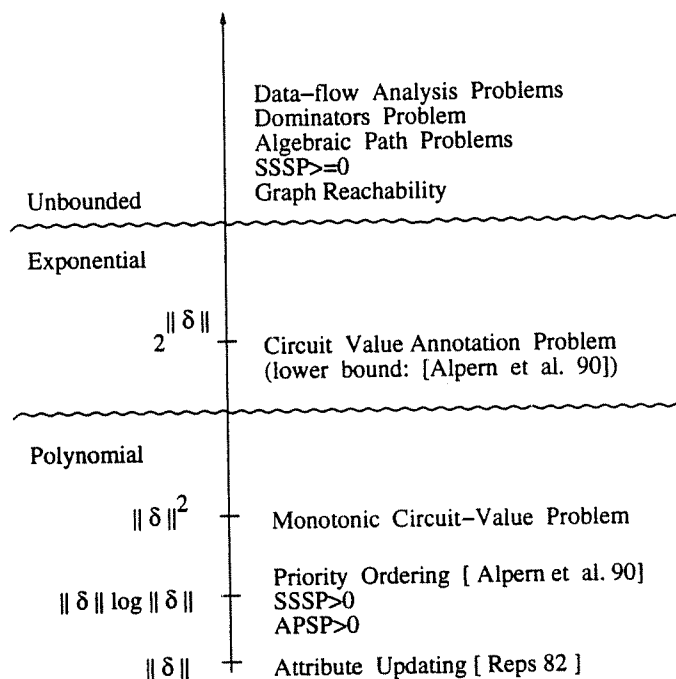 Data-flow Analysis Problems
Dominators Problem
Algebraic Path Problems
SSSP>=0
Unbounded Graph Reachability
Exponential
2^|| δ || Circuit Value Annotation Problem
(lower bound: [Alpern et al. 90])
Polynomial
|| δ ||^2 Monotonic Circuit-Value Problem
Priority Ordering [ Alpern et al. 90]
|| δ || log || δ || SSSP>0
APSP>0
|| δ || Attribute Updating [ Reps 82 ]